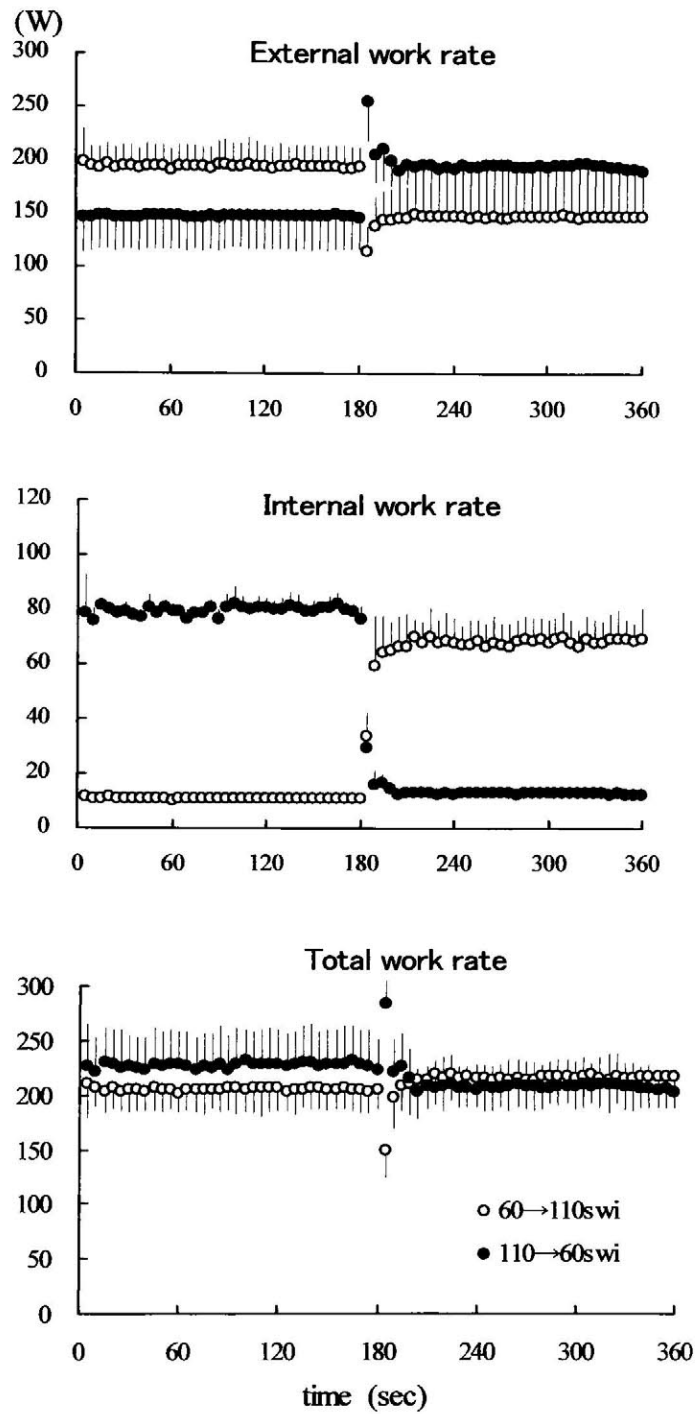 (W)
External work rate
300
250
200
150
100
50
0
0 60 120 180 240 300 360
Internal work rate
120
100
80
60
40
20
0
0 60 120 180 240 300 360
Total work rate
300
250
200
150
100
50
0
60→110swi
110→60swi
0 60 120 180 240 300 360
time (sec)